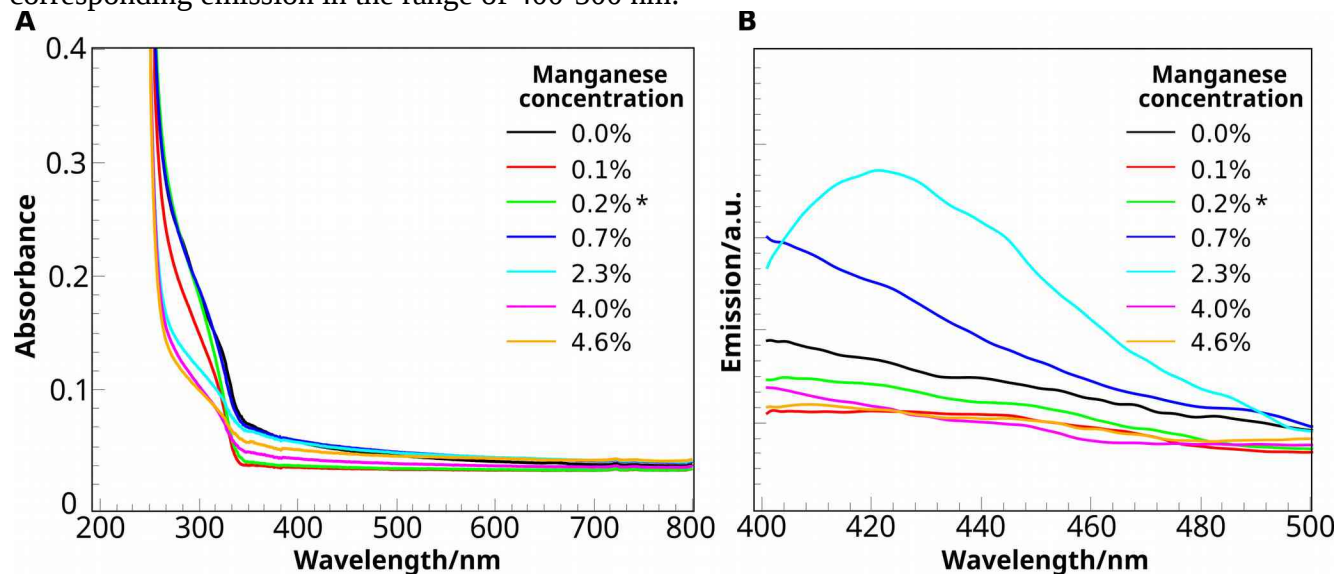 corresponding emission in the range of 400-500 nm.
A
B
0.4
0.3
0.2
0.1
0
Absorbance
200 300 400 500 600 700 800
Wavelength/nm
Manganese
concentration
0.0%
0.1%
0.2%*
0.7%
2.3%
4.0%
4.6%
Emission/a.u.
400 420 440 460 480 500
Wavelength/nm
Manganese
concentration
0.0%
0.1%
0.2%*
0.7%
2.3%
4.0%
4.6%